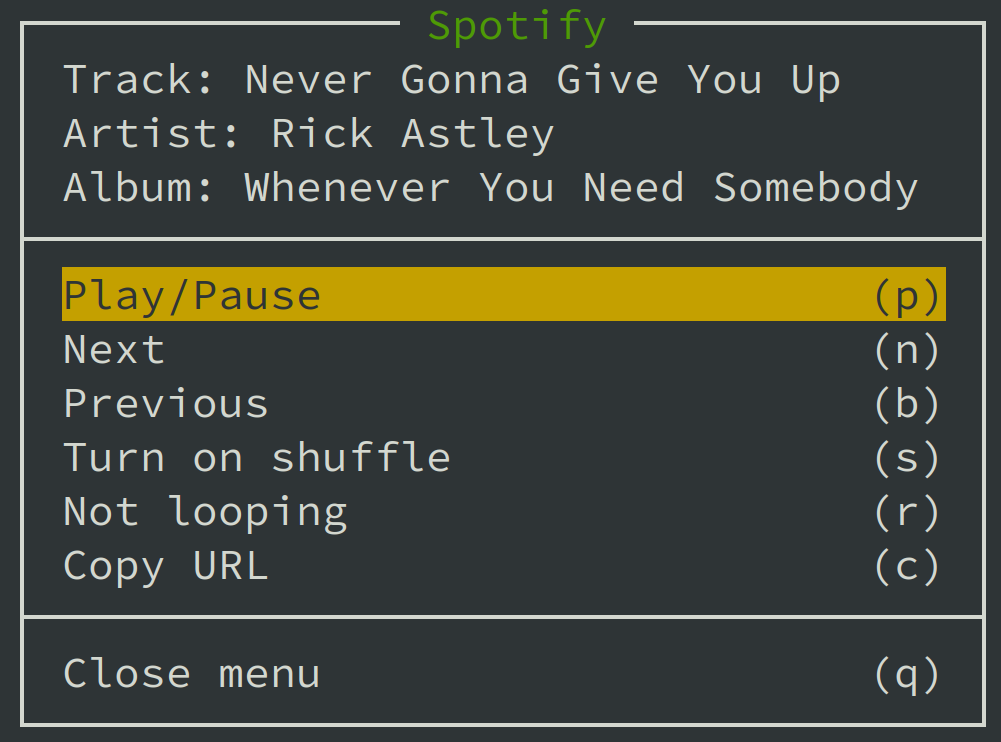 Spotify
Track: Never Gonna Give You Up
Artist: Rick Astley
Album: Whenever You Need Somebody
Play/Pause (p)
Next (n)
Previous (b)
Turn on shuffle (s)
Not looping (r)
Copy URL (c)
Close menu (q)